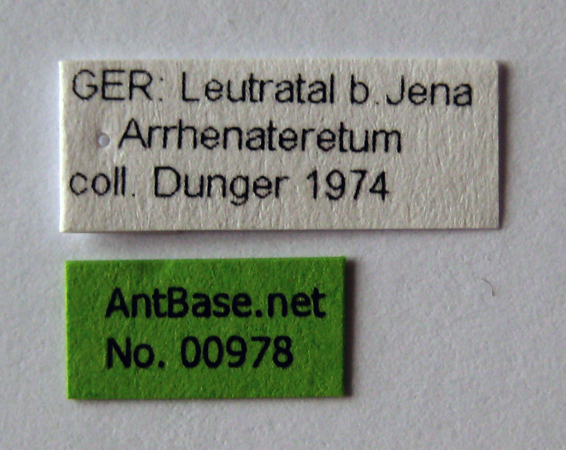 GER: Leutratal b. Jena
Arrhenateretum
coll. Dunger 1974
AntBase.net
No. 00978